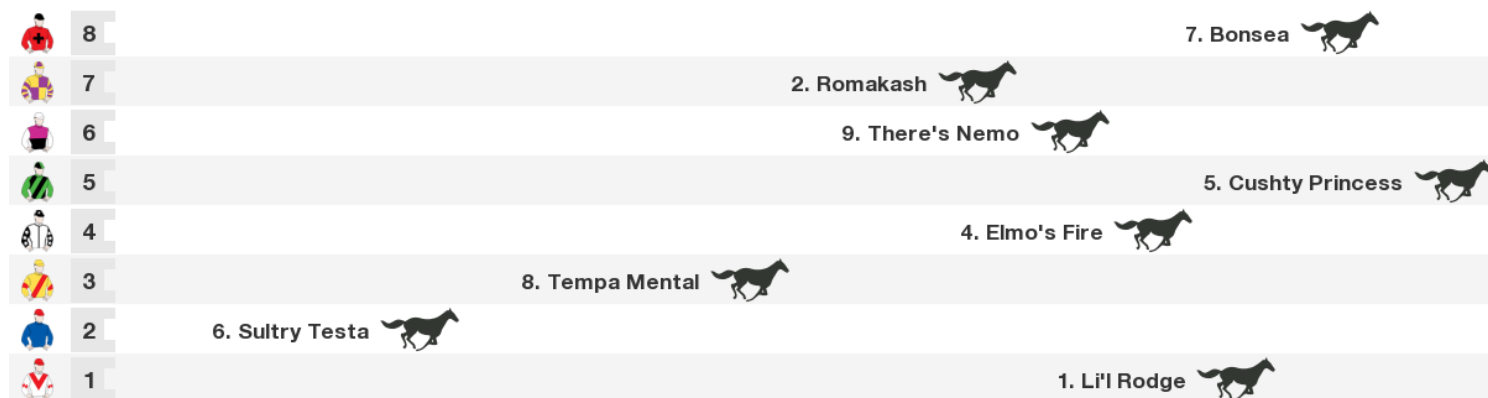 8 7. Bonsea
7 2. Romakash
6 9. There's Nemo
5 5. Cushty Princess
4 4. Elmo's Fire
3 8. Tempa Mental
2 6. Sultry Testa
1 1. Li'l Rodge